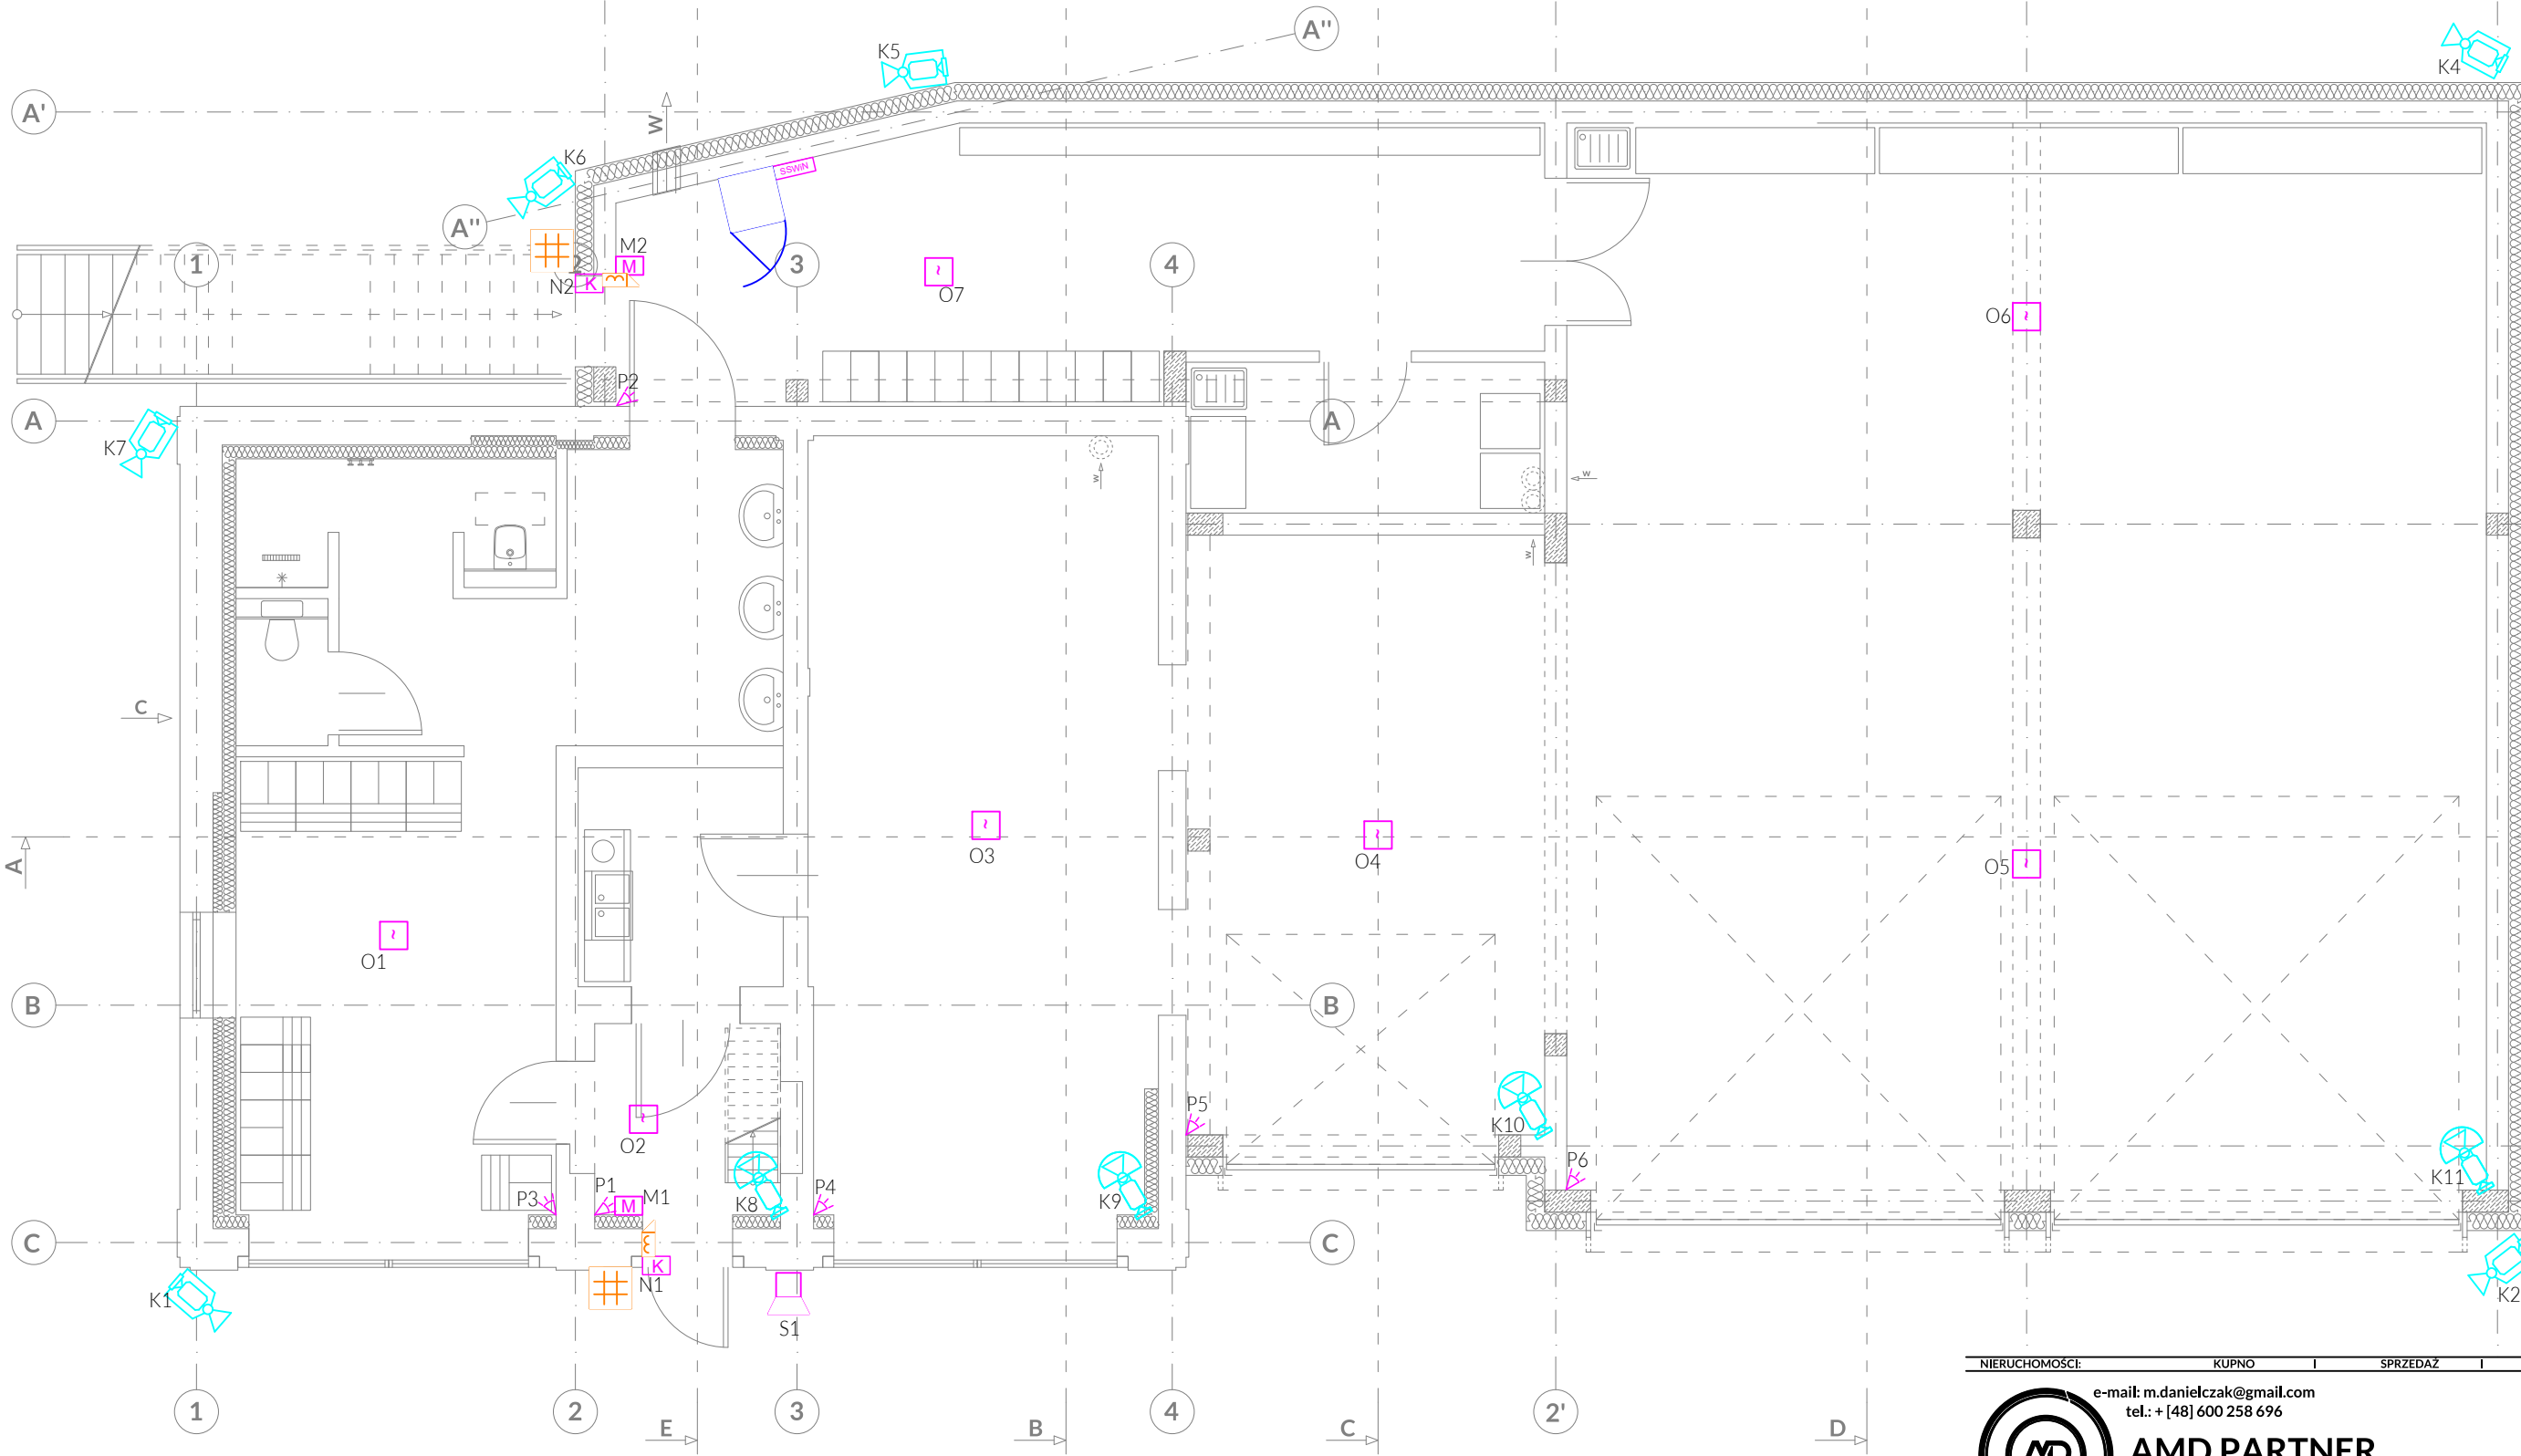 A''
K5
K4
A'
W
K6
SSWiN
A''
M2
M
1
2
3
4
N2
K
O7
O6
P2
A
A
K7
w
w
w
C
A
O3
O4
O5
O1
B
B
P5
K10
O2
P6
P3
P1
M
M1
K8
P4
K9
K11
C
C
K
N1
K1
S1
K2
NIERUCHOMOŚCI: KUPNO | SPRZEDAŻ |
e-mail: m.danielczak@gmail.com
tel.: + [48] 600 258 696
1
2
3
4
2'
E
B
C
D
AMD PARTNER